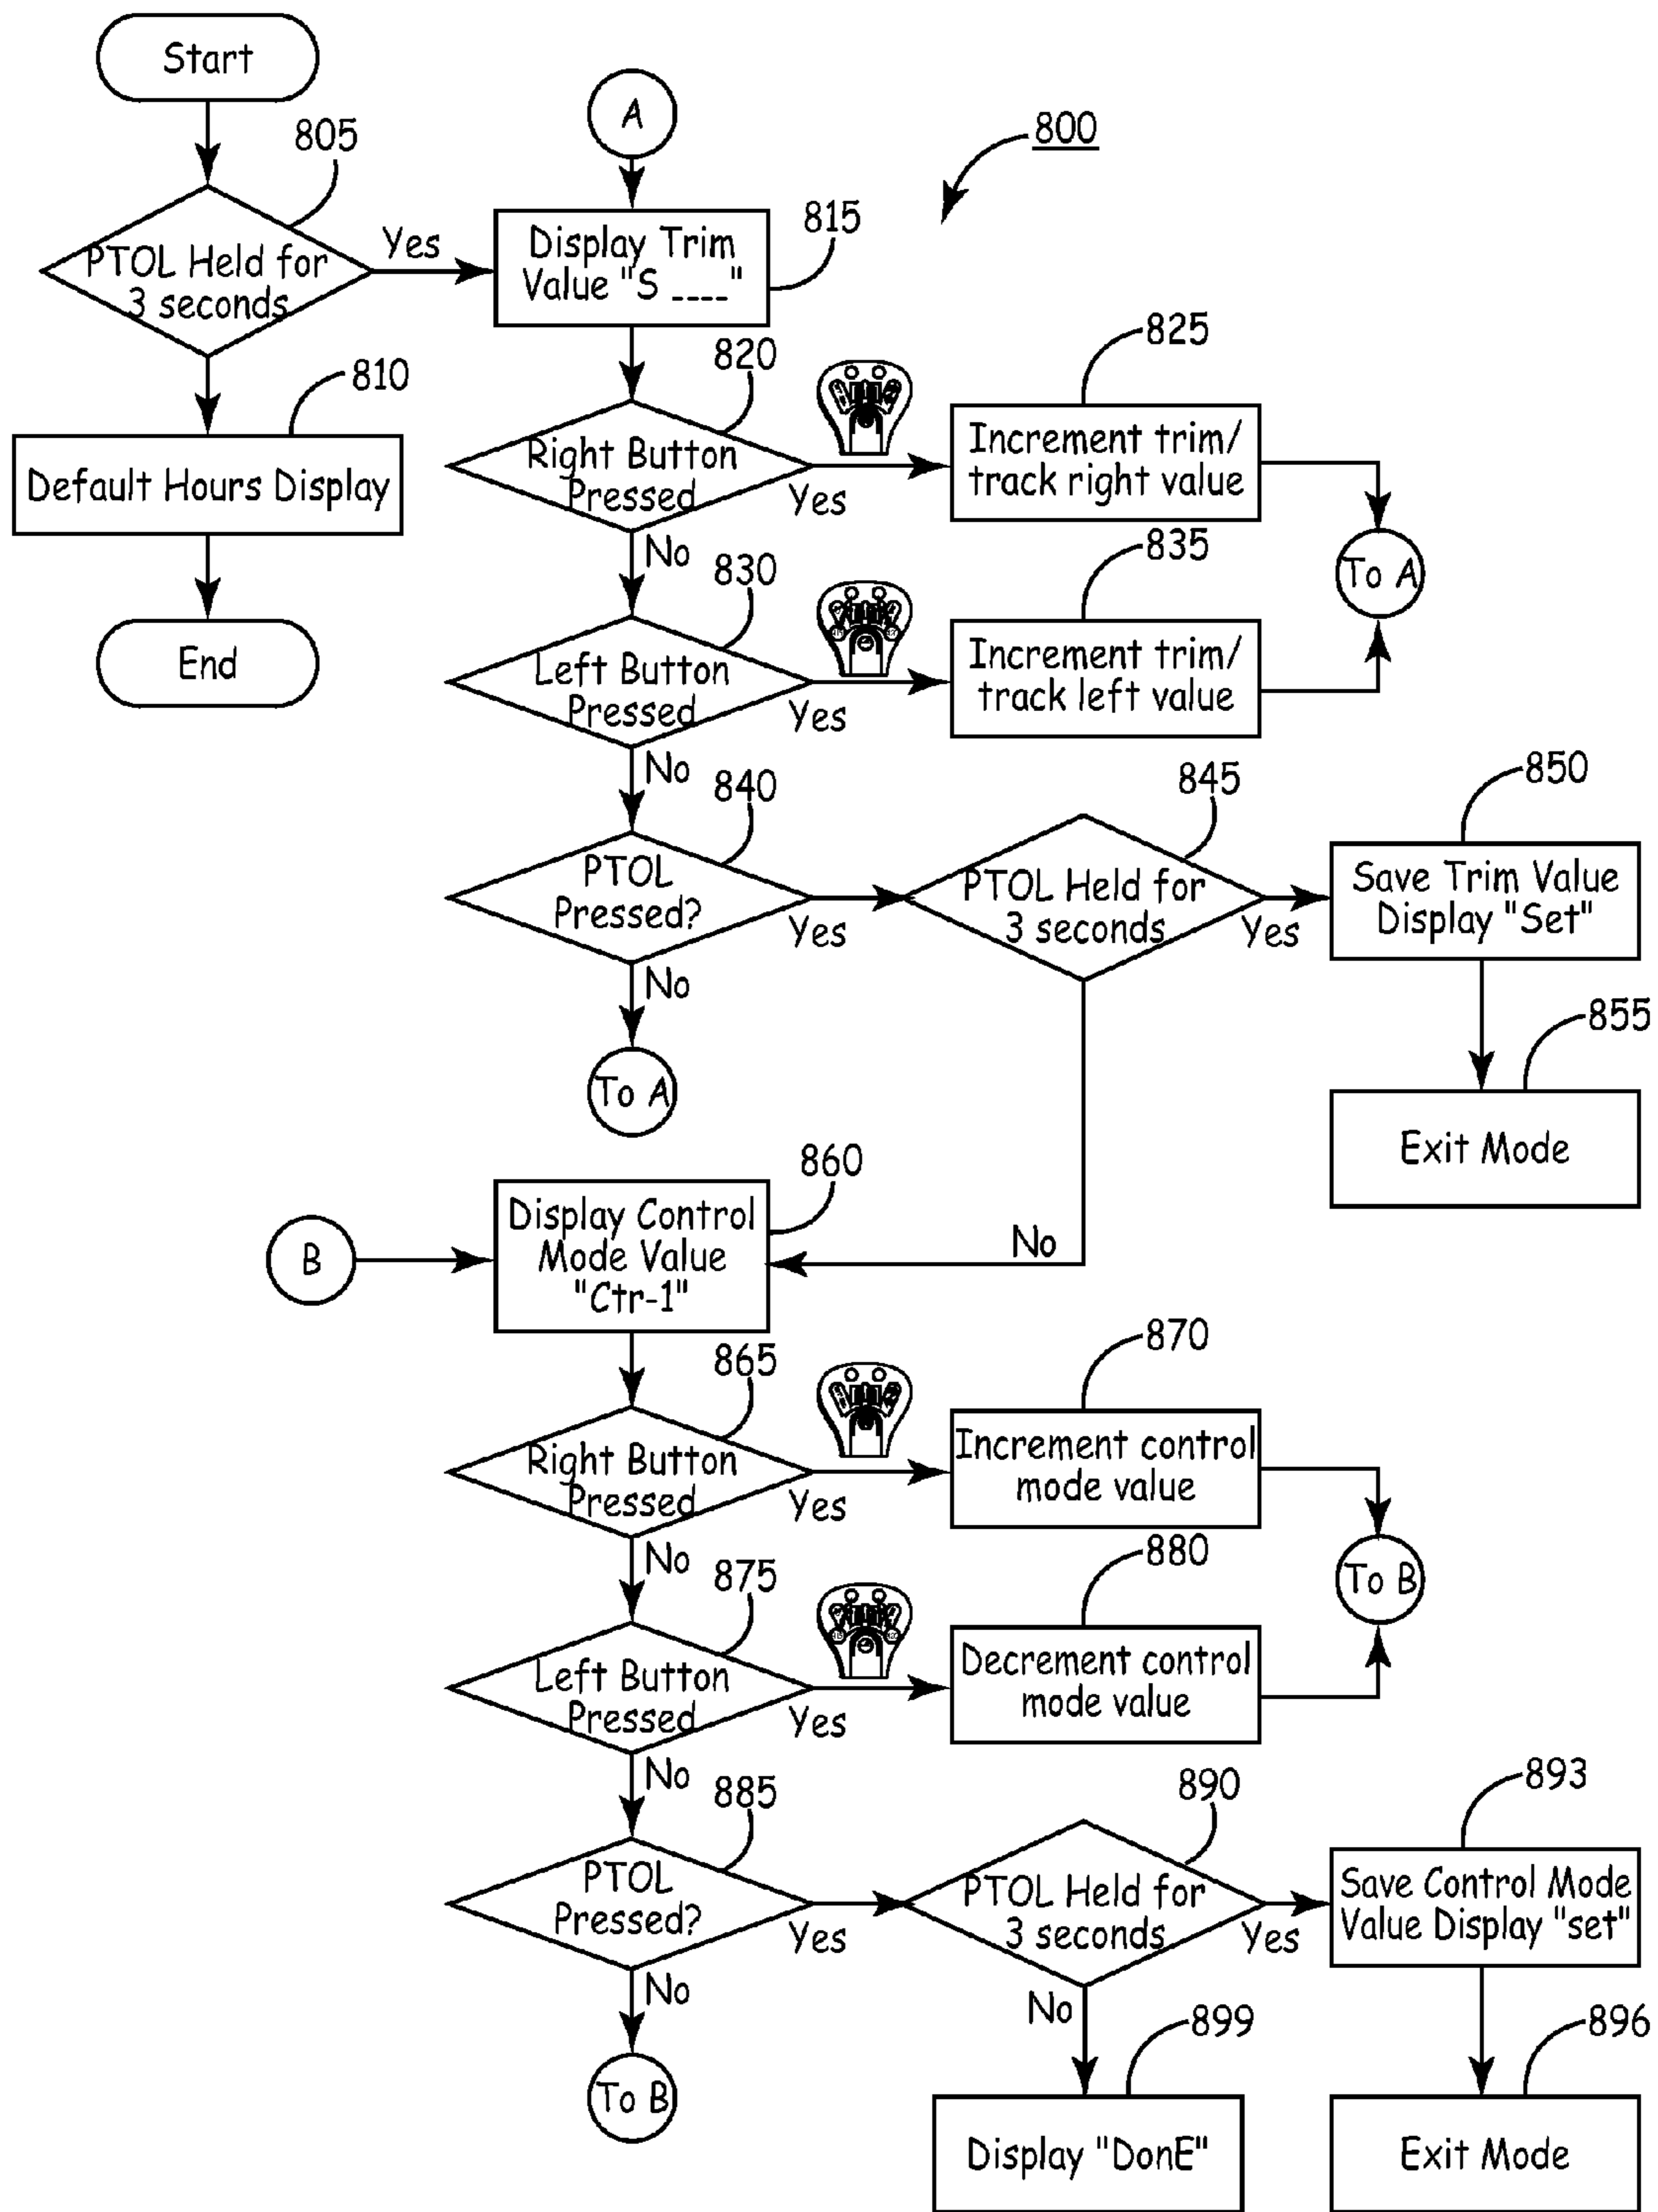 Start
805
PTOL Held for
3 seconds
Yes
810
Default Hours Display
End
A
800
Display Trim
Value "S ____"
815
820
Right Button
Pressed
Yes
No
825
Increment trim/
track right value
830
Left Button
Pressed
Yes
No
835
Increment trim/
track left value
To A
840
PTOL
Pressed?
Yes
No
To A
845
PTOL Held for
3 seconds
Yes
No
850
Save Trim Value
Display "Set"
855
Exit Mode
B
860
Display Control
Mode Value
"Ctr-1"
865
Right Button
Pressed
Yes
No
870
Increment control
mode value
875
Left Button
Pressed
Yes
No
880
Decrement control
mode value
To B
885
PTOL
Pressed?
Yes
No
To B
890
PTOL Held for
3 seconds
Yes
No
893
Save Control Mode
Value Display "set"
896
Exit Mode
899
Display "DonE"